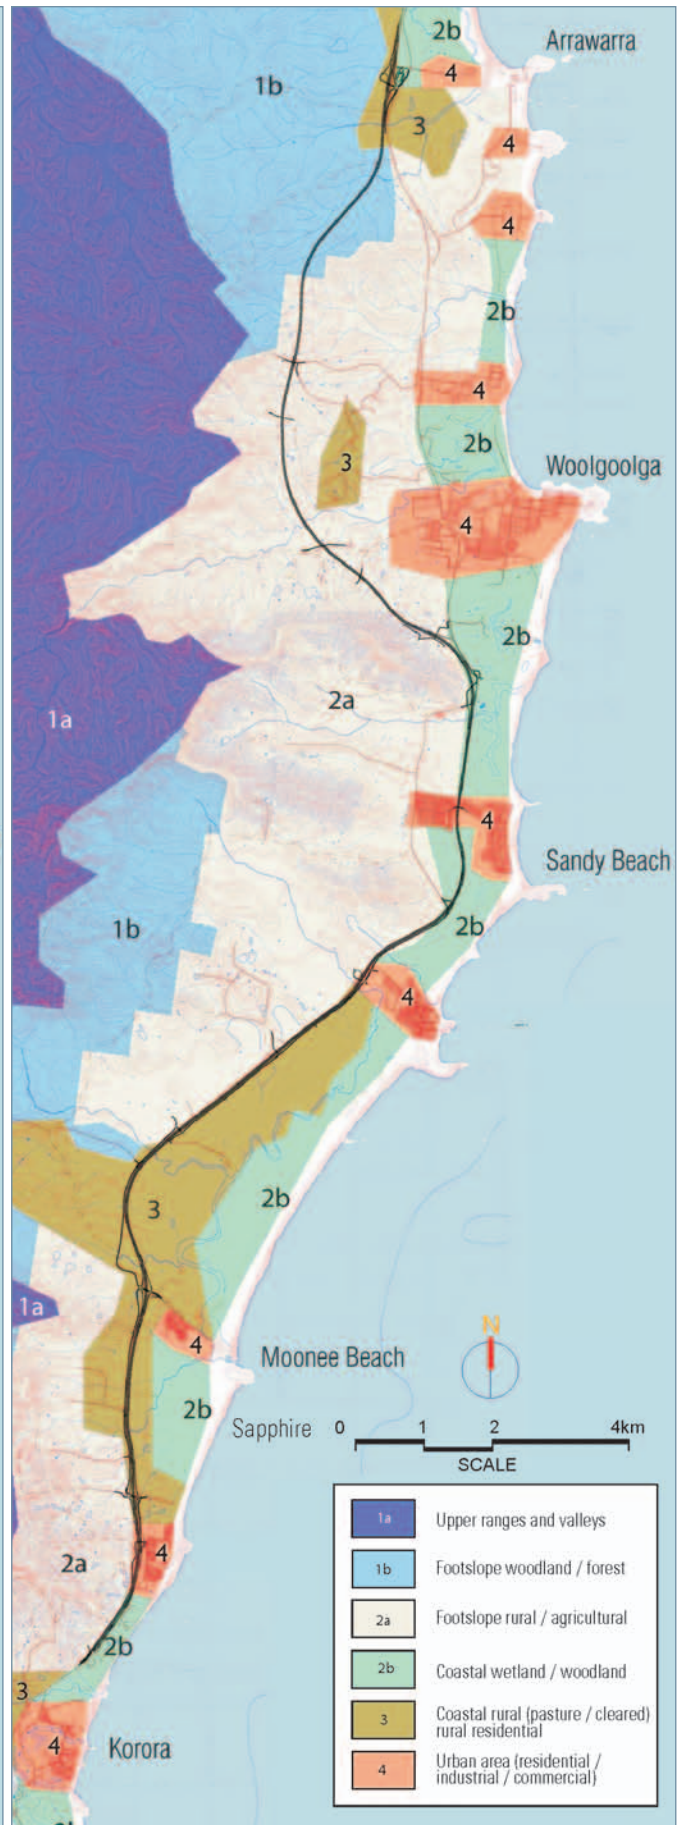 2b
Arrawarra
4
1b
3
4
4
2b
4
2b
3
Woolgoolga
4
2b
2a
1a
4
Sandy Beach
2b
1b
4
2b
3
1a
N
4
Moonee Beach
2b
Sapphire
0 1 2 4km
SCALE
4
2a
2b
3
4
Korora
1a Upper ranges and valleys
1b Footslope woodland / forest
2a Footslope rural / agricultural
2b Coastal wetland / woodland
3 Coastal rural (pasture / cleared)
rural residential
4 Urban area (residential /
industrial / commercial)